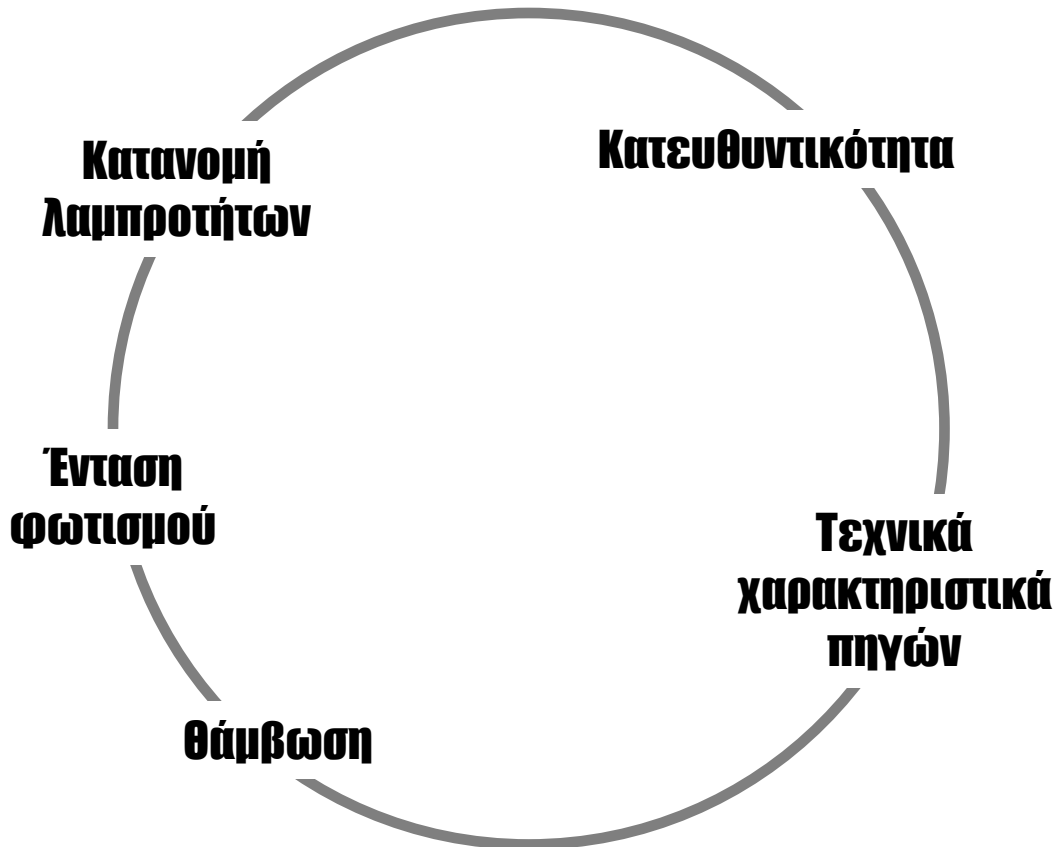 Κατανομή
λαμπροτήτων
Κατευθυντικότητα
Ένταση
φωτισμού
Τεχνικά
χαρακτηριστικά
πηγών
Θάμβωση